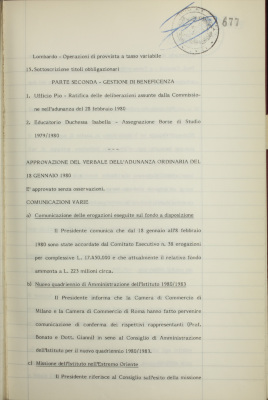 677
Lombardo - Operazioni di provvista a tasso variabile
(3. Sottoscrizione titoli obbligazionari)
PARTE SECONDA - GESTIONI DI BENEFICENZA
1. Ufficio Pio - Ratifica delle deliberazioni assunte dalla Commissio-
ne nell'adunanza del 28 febbraio 1980
2. Educatorio Duchessa Isabella - Assegnazione Borse di Studio
1979/1980
APPROVAZIONE DEL VERBALE DELL'ADUNANZA ORDINARIA DEL
18 GENNAIO 1980
E' approvato senza osservazioni.
COMUNICAZIONI VARIE
a) Comunicazione delle erogazioni eseguite sul fondo a disposizione
Il Presidente comunica che dal 18 gennaio all'8 febbraio
1980 sono state accordate dal Comitato Esecutivo n. 38 erogazioni
per complessive L. 17.650.000 e che attualmente il relativo fondo
ammonta a L. 223 milioni circa.
b) Nuovo quadriennio di Amministrazione dell'Istituto 1980/1983
Il Presidente informa che la Camera di Commercio di
Milano e la Camera di Commercio di Roma hanno fatto pervenire
comunicazione di conferma dei rispettivi rappresentanti (Prof.
Bonato e Dott. Gianni) in seno al Consiglio di Amministrazione
dell'Istituto per il nuovo quadriennio 1980/1983.
c) Missione dell'Istituto nell'Estremo Oriente
Il Presidente riferisce al Consiglio sull'esito della missione